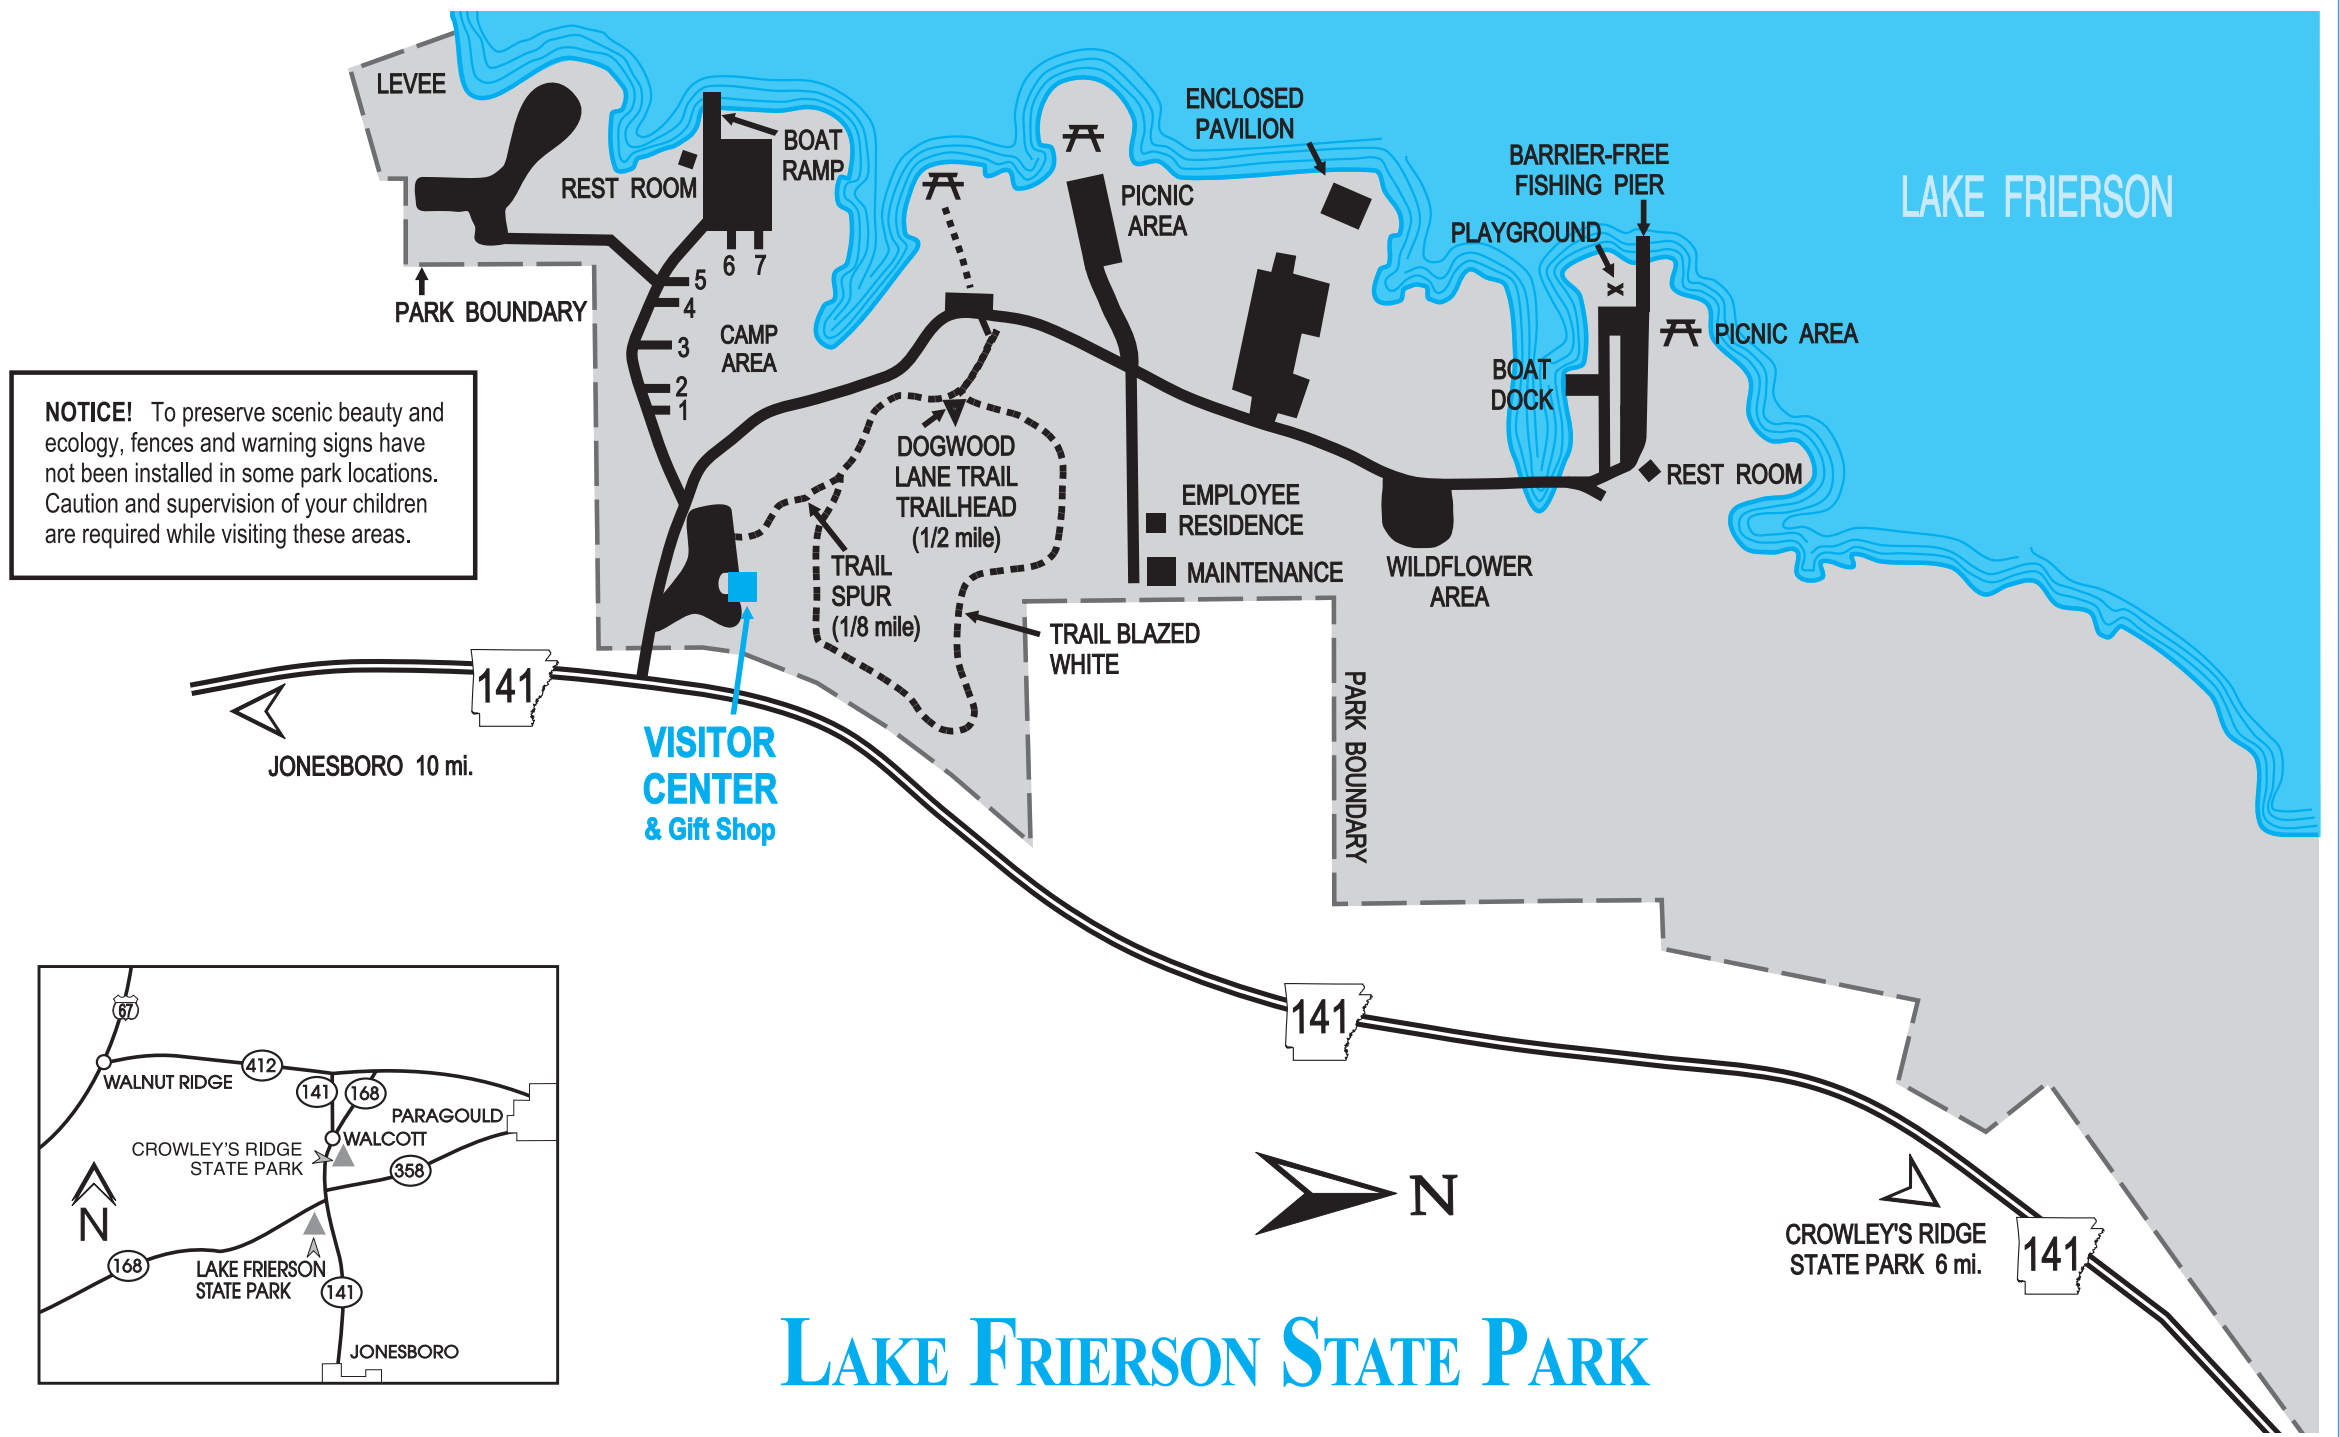 LEVEE
BOAT
RAMP
REST ROOM
6 7
5
4
3
2
1
CAMP
AREA
PARK BOUNDARY
PICNIC
AREA
ENCLOSED
PAVILION
BARRIER-FREE
FISHING PIER
PLAYGROUND
LAKE FRIERSON
PICNIC AREA
BOAT
DOCK
REST ROOM
NOTICE! To preserve scenic beauty and
ecology, fences and warning signs have
not been installed in some park locations.
Caution and supervision of your children
are required while visiting these areas.
DOGWOOD
LANE TRAIL
TRAILHEAD
(1/2 mile)
EMPLOYEE
RESIDENCE
MAINTENANCE
WILDFLOWER
AREA
TRAIL
SPUR
(1/8 mile)
TRAIL BLAZED
WHITE
141
JONESBORO 10 mi.
VISITOR
CENTER
& Gift Shop
PARK BOUNDARY
141
N
CROWLEY'S RIDGE
STATE PARK 6 mi.
141
67
412
WALNUT RIDGE
141
168
PARAGOULD
WALCOTT
CROWLEY'S RIDGE
STATE PARK
358
N
168
LAKE FRIERSON
STATE PARK
141
JONESBORO
LAKE FRIERSON STATE PARK